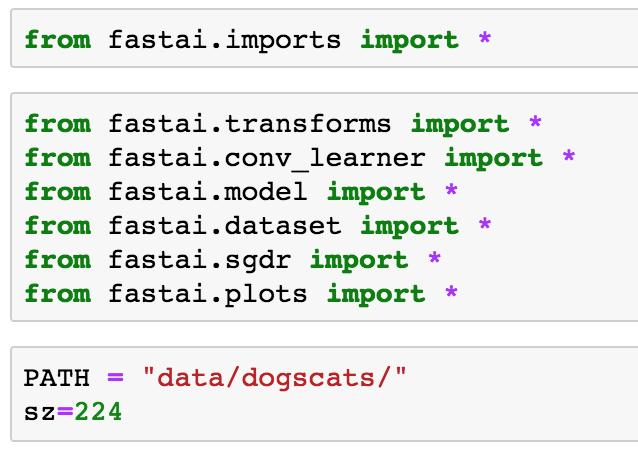 from fastai.imports import *
from fastai.transforms import *
from fastai.conv_learner import *
from fastai.model import *
from fastai.dataset import *
from fastai.sgdr import *
from fastai.plots import *
PATH = "data/dogscats/"
sz=224